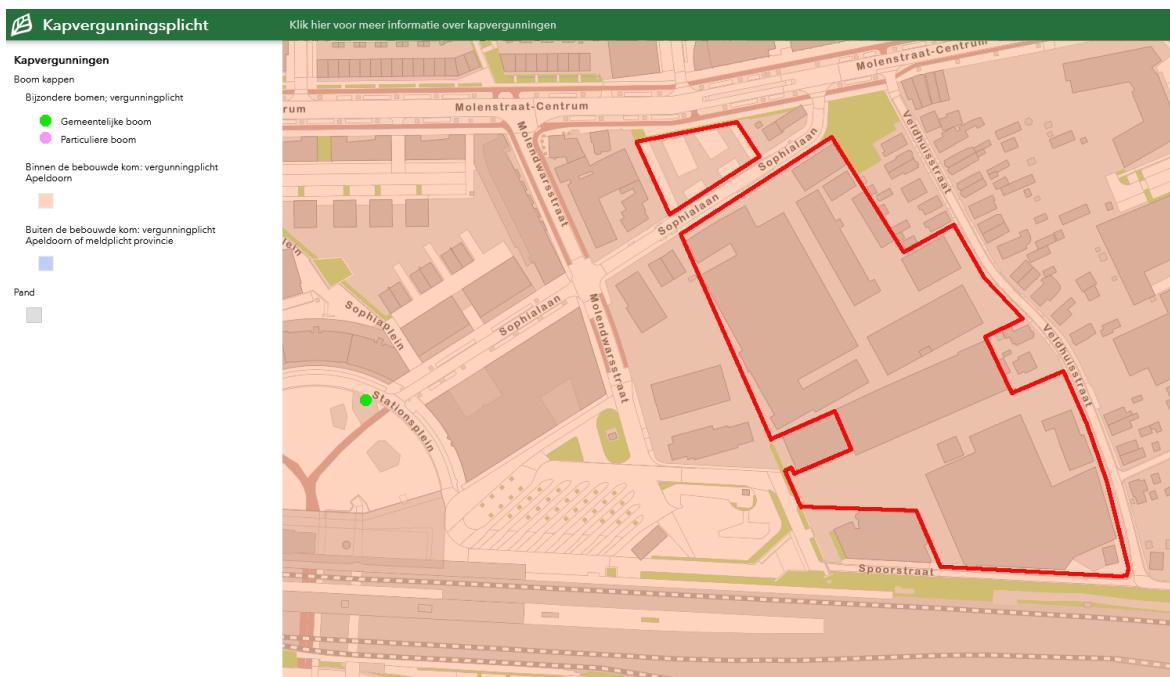 Kapvergunningsplicht
Klik hier voor meer informatie over kapvergunningen
Kapvergunningen
Boom kappen
Bijzondere bomen; vergunningplicht
Gemeentelijke boom
Particuliere boom
Binnen de bebouwde kom: vergunningplicht
Apeldoorn
Buiten de bebouwde kom: vergunningplicht
Apeldoorn of meldplicht provincie
Pand
Molenstraat-Centrum
rum
Molenstraat-Centrum
Molendwarsstraat
Sophialaan
Veldhuisstraat
Sophialaan
plein
Sophiaplein
Sophialaan
Molendwarsstraat
Veldhuisstraat
Stationsplein
Spoorstraat